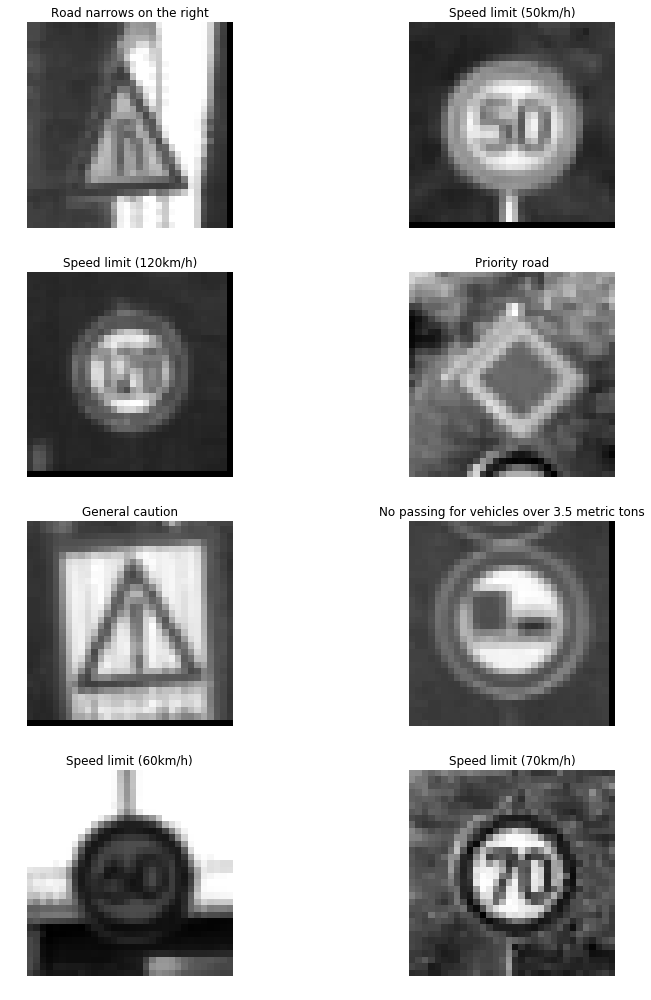 Road narrows on the right
Speed limit (50km/h)
50
Speed limit (120km/h)
Priority road
General caution
No passing for vehicles over 3.5 metric tons
Speed limit (60km/h)
Speed limit (70km/h)
70